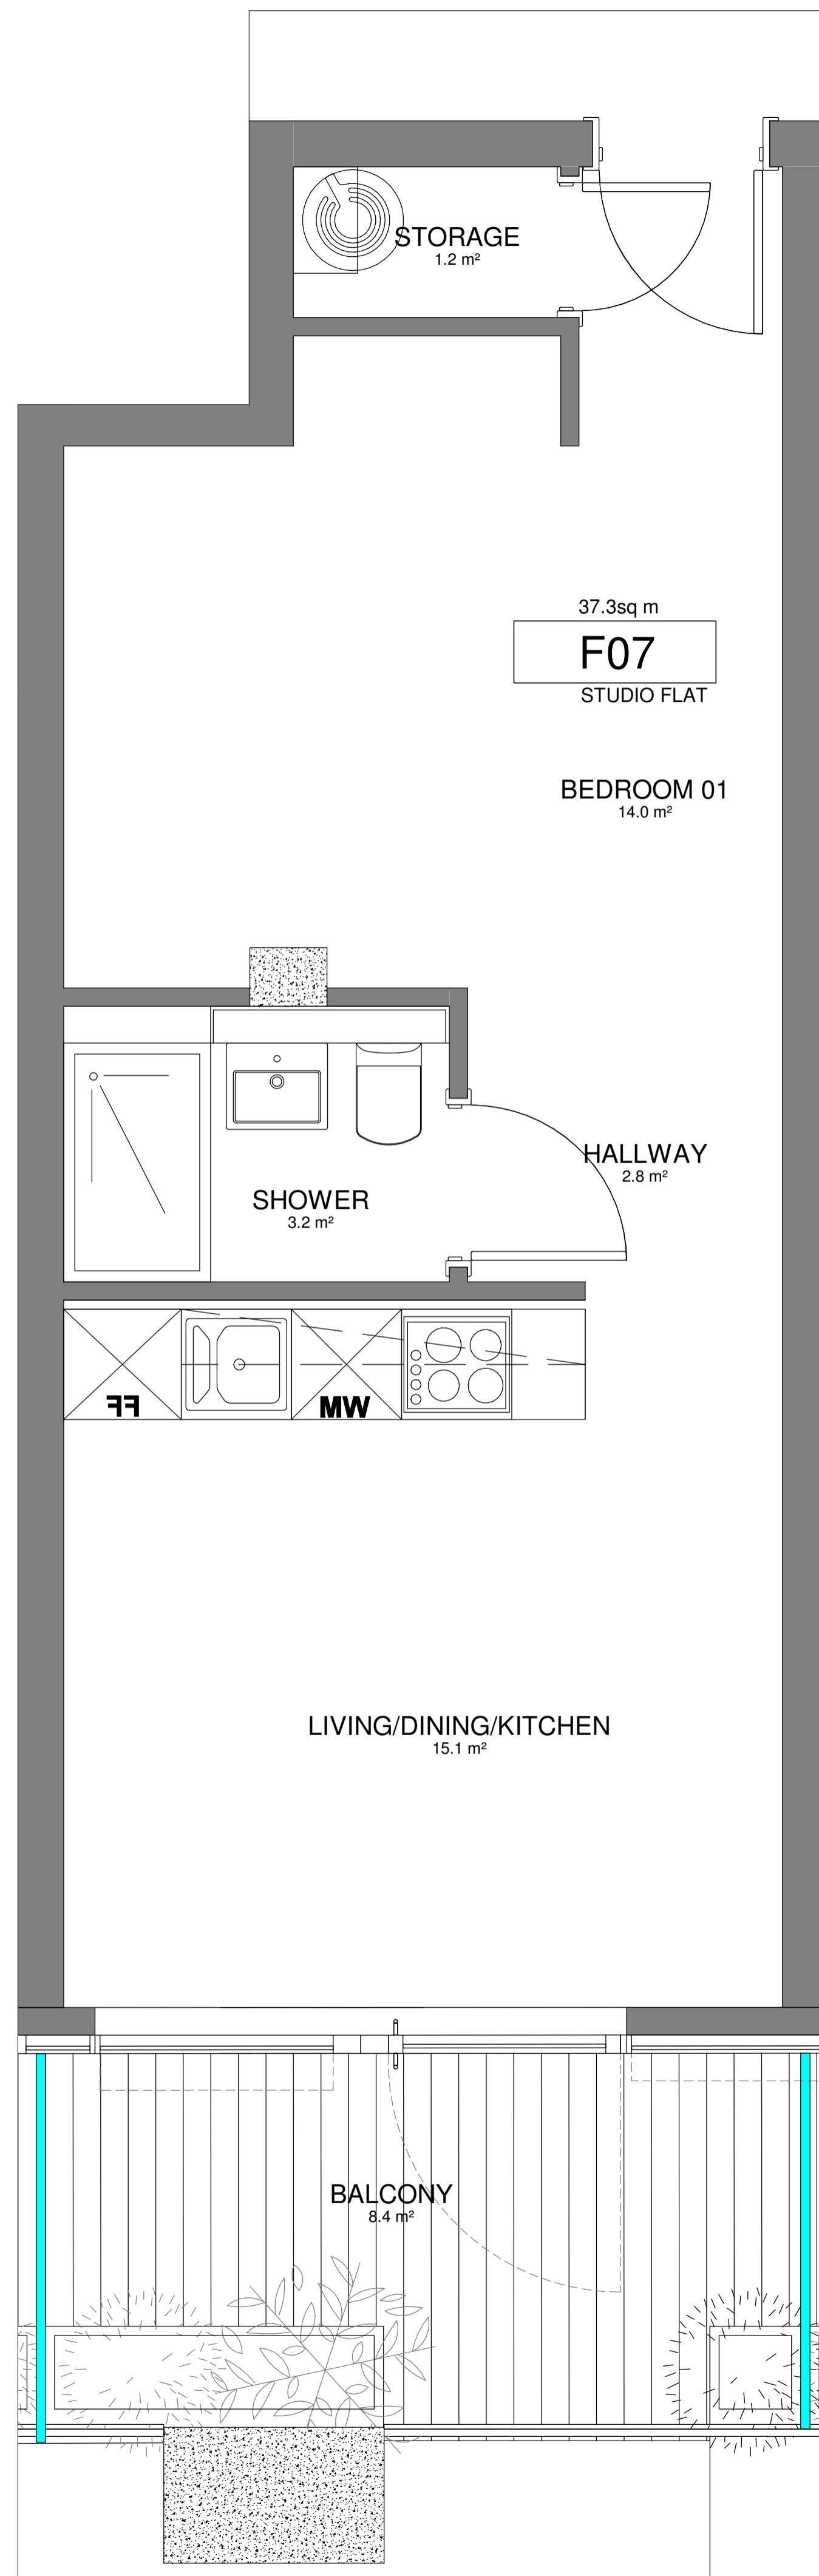 STORAGE
1.2 m²
37.3sq m
F07
STUDIO FLAT
BEDROOM 01
14.0 m²
HALLWAY
2.8 m²
SHOWER
3.2 m²
FF
MW
LIVING/DINING/KITCHEN
15.1 m²
BALCONY
8.4 m²